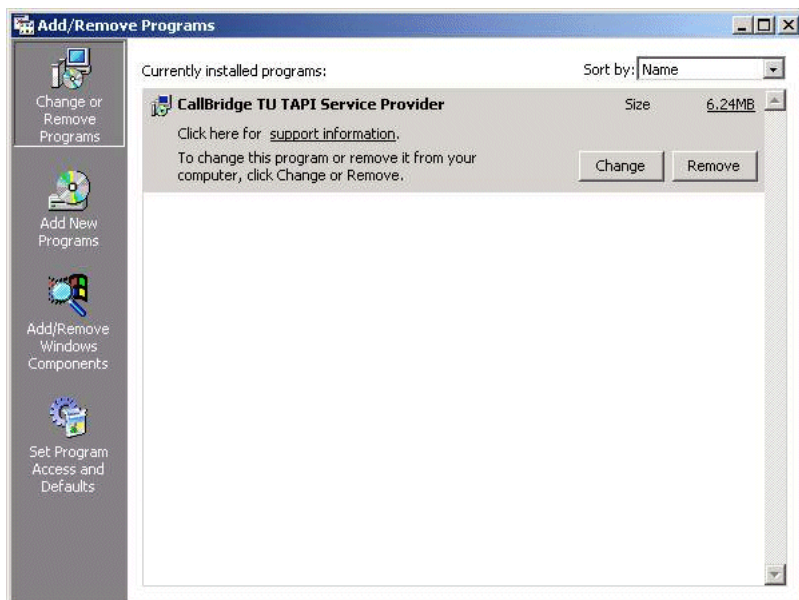 Add/Remove Programs
Change or
Remove
Programs
Add New
Programs
Add/Remove
Windows
Components
Set Program
Access and
Defaults
Currently installed programs:
Sort by: Name
CallBridge TU TAPI Service Provider
Size
6.24MB
Click here for support information.
To change this program or remove it from your
computer, click Change or Remove.
Change
Remove